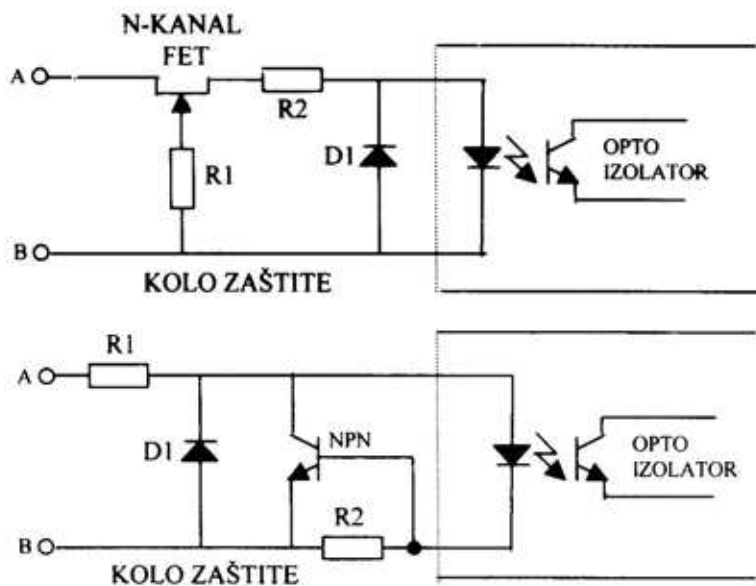 N-KANAL
FET
A
R2
D1
R1
OPTO
IZOLATOR
B
KOLO ZAŠTITE
R1
A
D1
NPN
OPTO
IZOLATOR
R2
B
KOLO ZAŠTITE